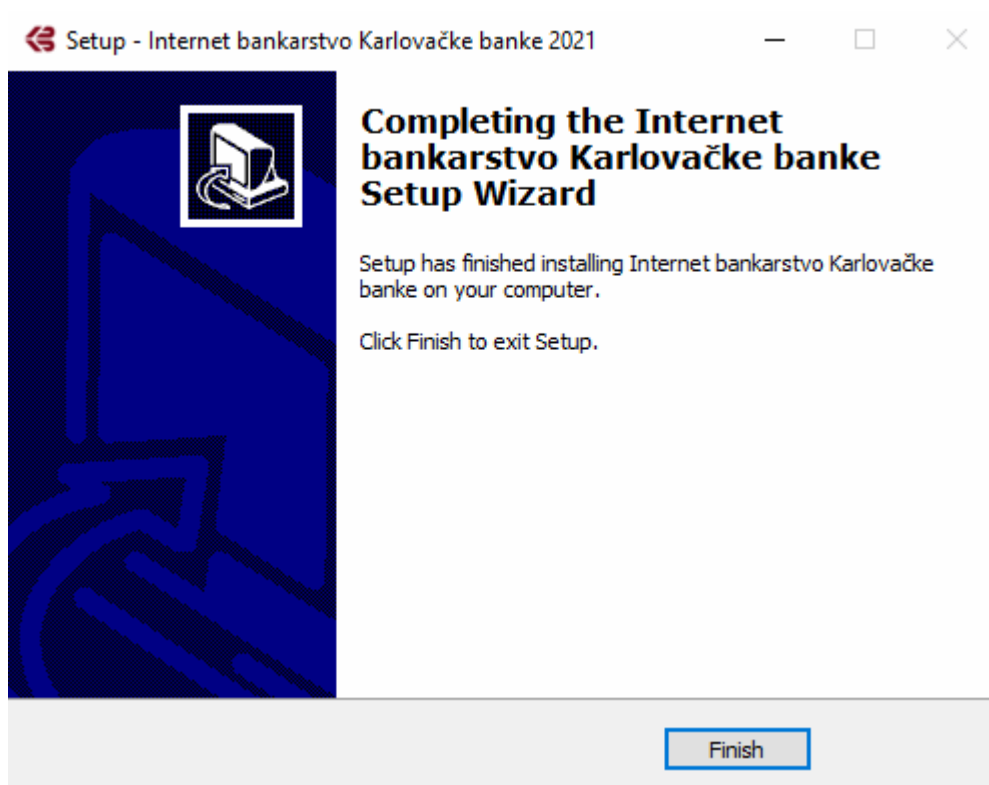 Setup - Internet bankarstvo Karlovačke banke 2021
Completing the Internet
bankarstvo Karlovačke banke
Setup Wizard
Setup has finished installing Internet bankarstvo Karlovačke
banke on your computer.
Click Finish to exit Setup.
Finish